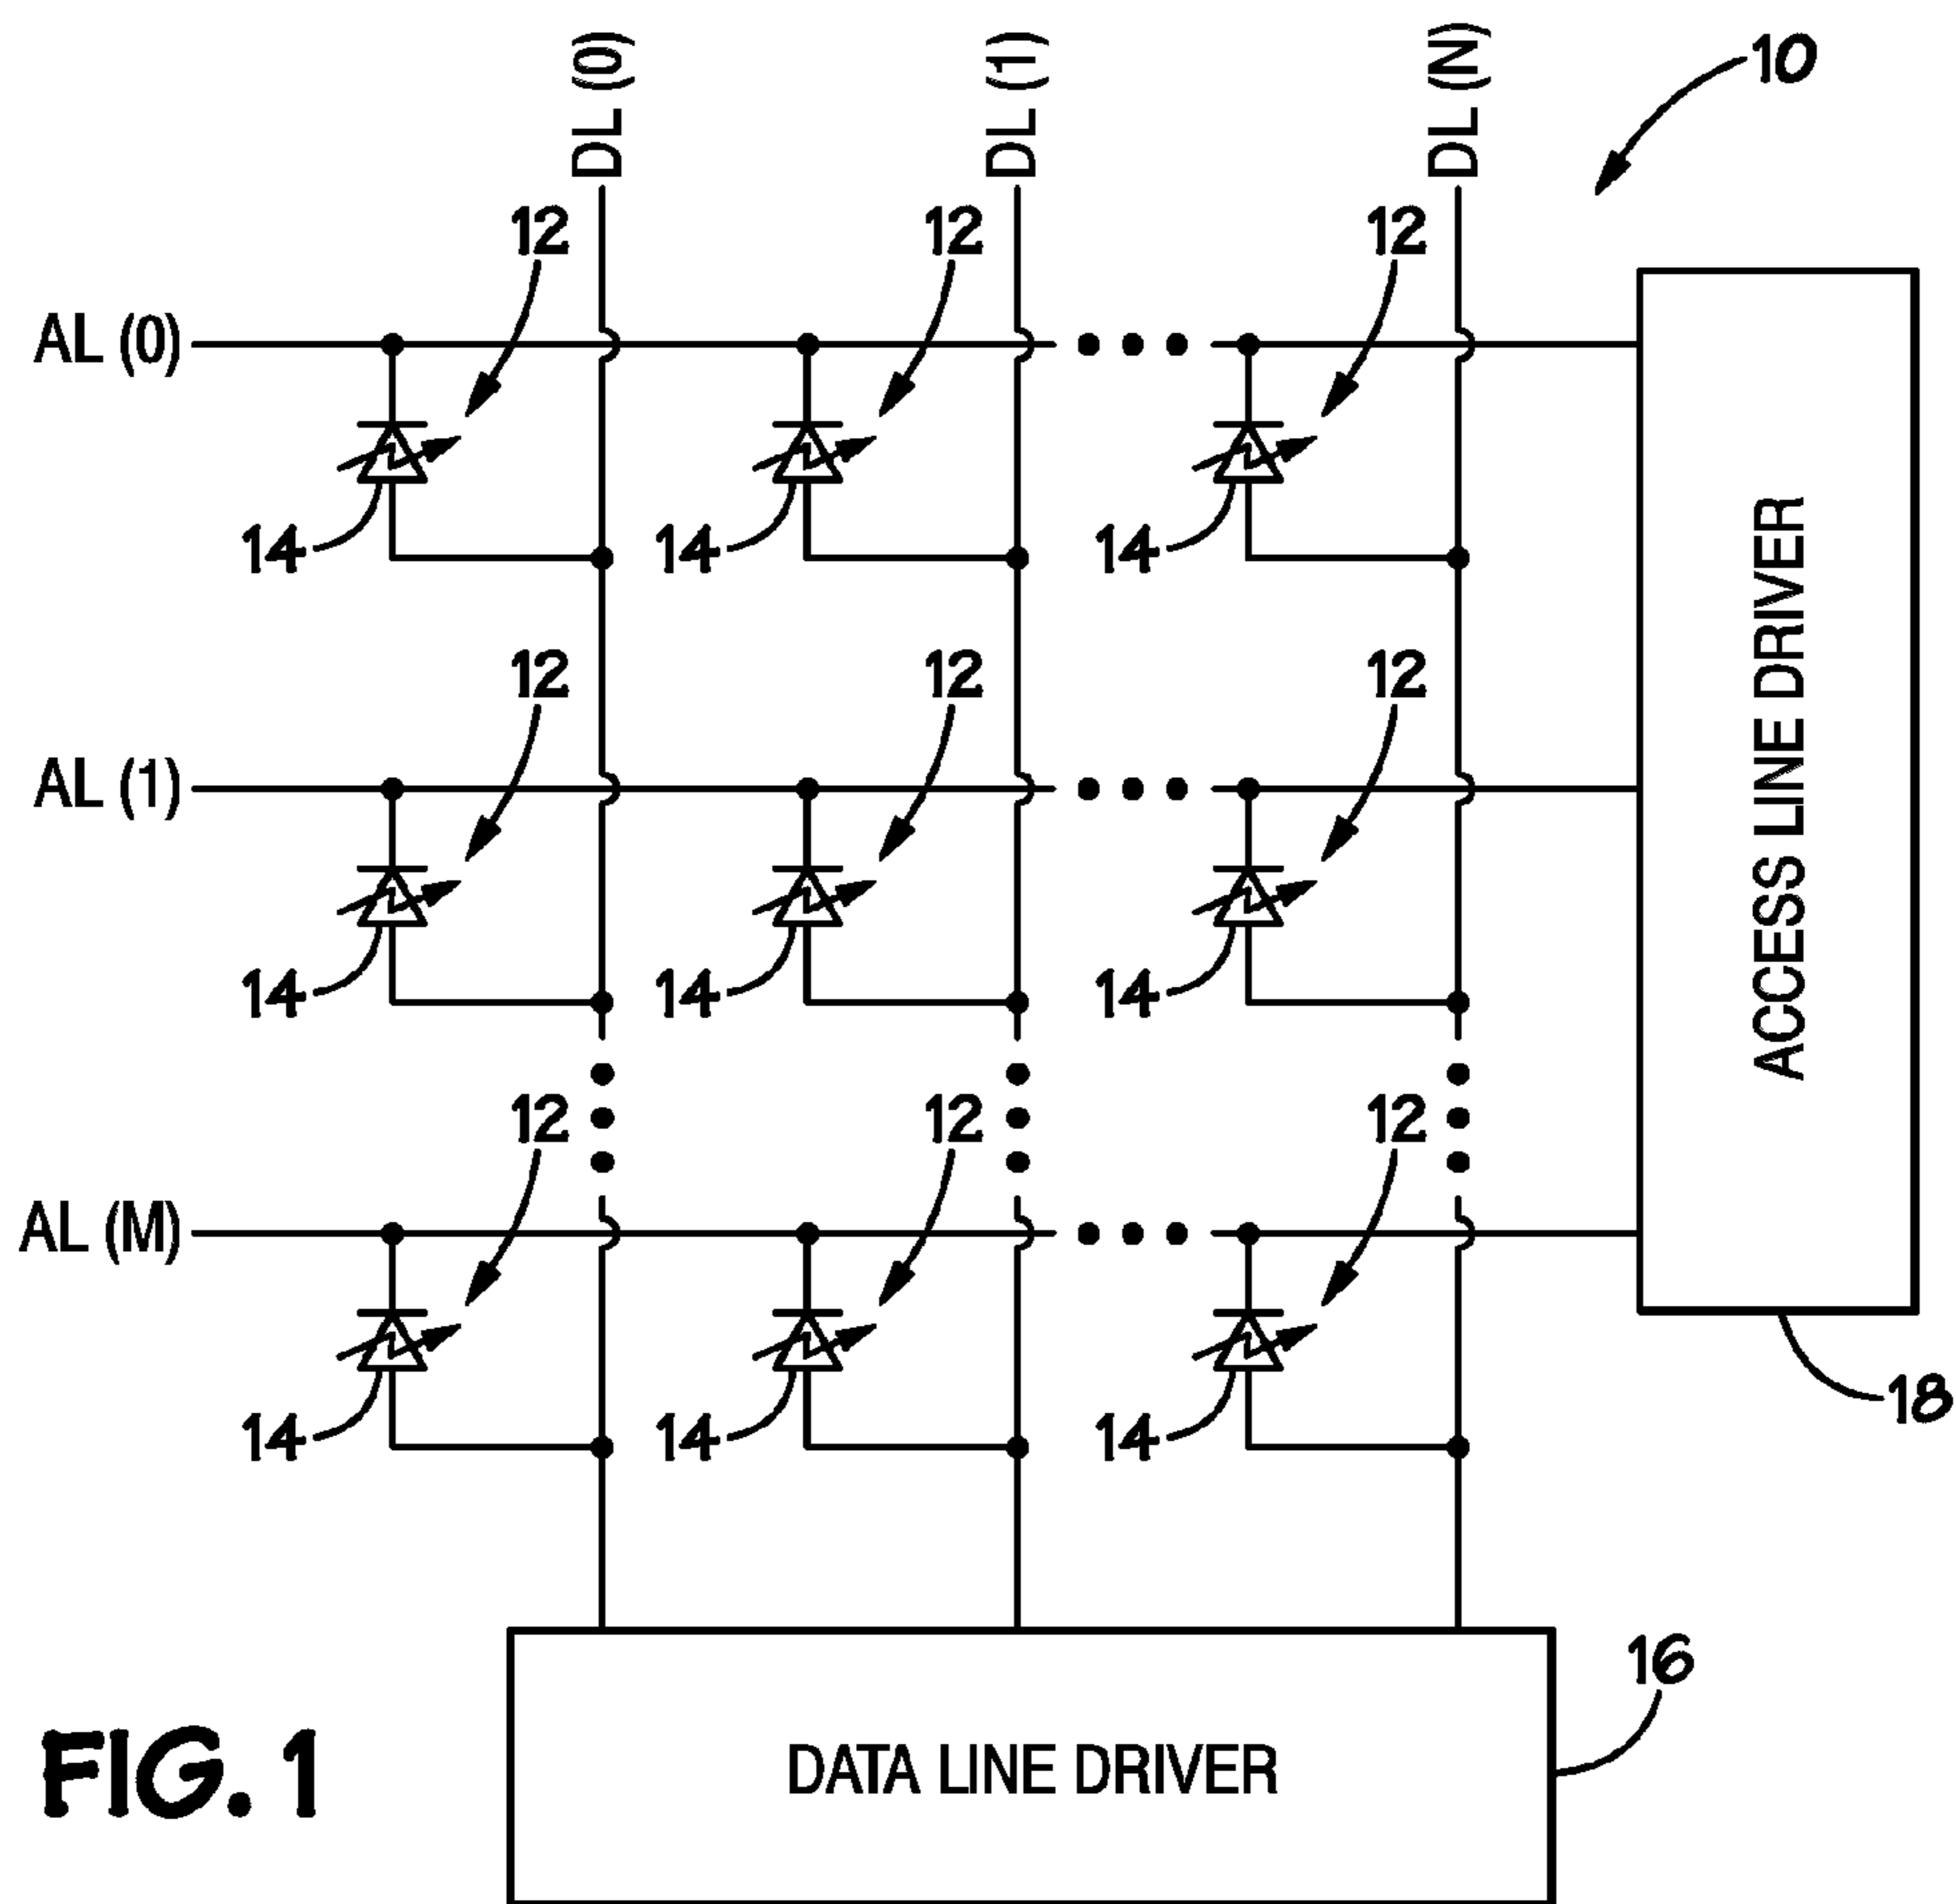 DL (0) DL (1) DL (N)
10
12 12 12
AL (0)
14 14 14
12 12 12
AL (1)
14 14 14
12 12 12
AL (M)
14 14 14
ACCESS LINE DRIVER
18
16
DATA LINE DRIVER
FIG. 1